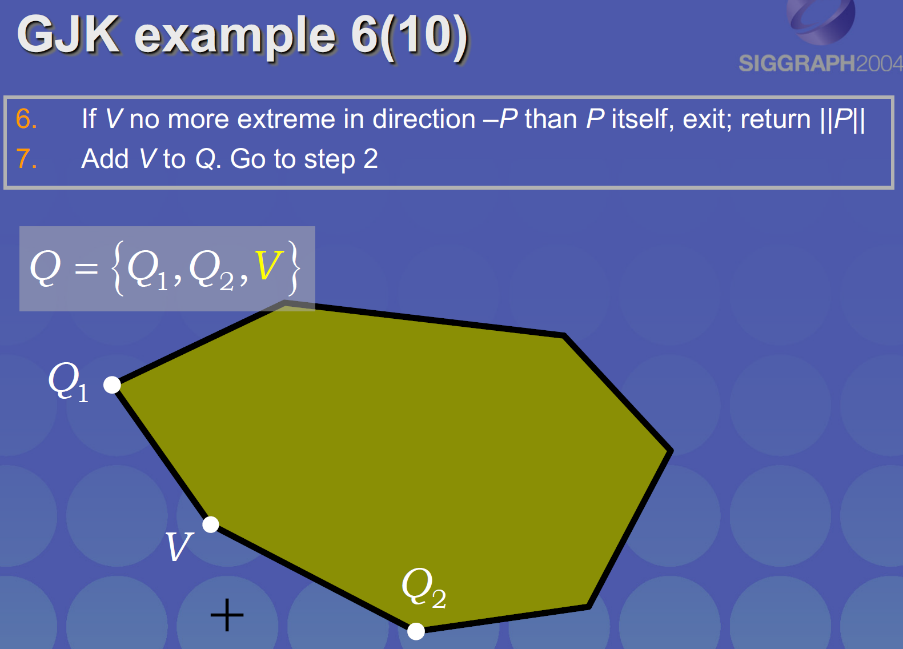 GJK example 6(10)
SIGGRAPH2004
6. If V no more extreme in direction –P than P itself, exit; return ||P||
7. Add V to Q. Go to step 2
Q = {Q₁, Q₂, V}
Q₁
V
Q₂
+